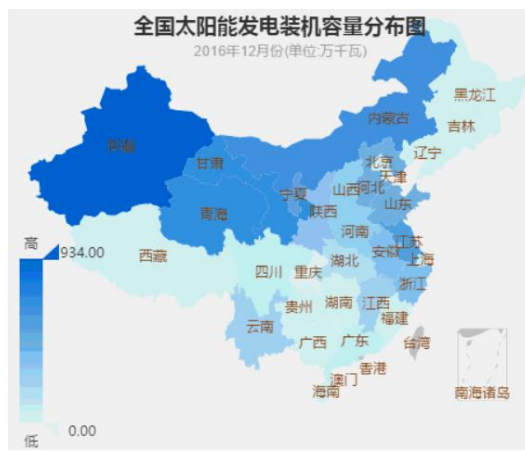 全国太阳能发电装机容量分布图
2016年12月份(单位:万千瓦)
黑龙江
内蒙古
吉林
新疆
甘肃
北京
辽宁
天津
宁夏
山西
河北
青海
陕西
山东
河南
江苏
高
934.00
西藏
四川
重庆
湖北
安徽
上海
浙江
贵州
湖南
江西
福建
云南
广西
广东
台湾
香港
澳门
海南
南海诸岛
0.00
低